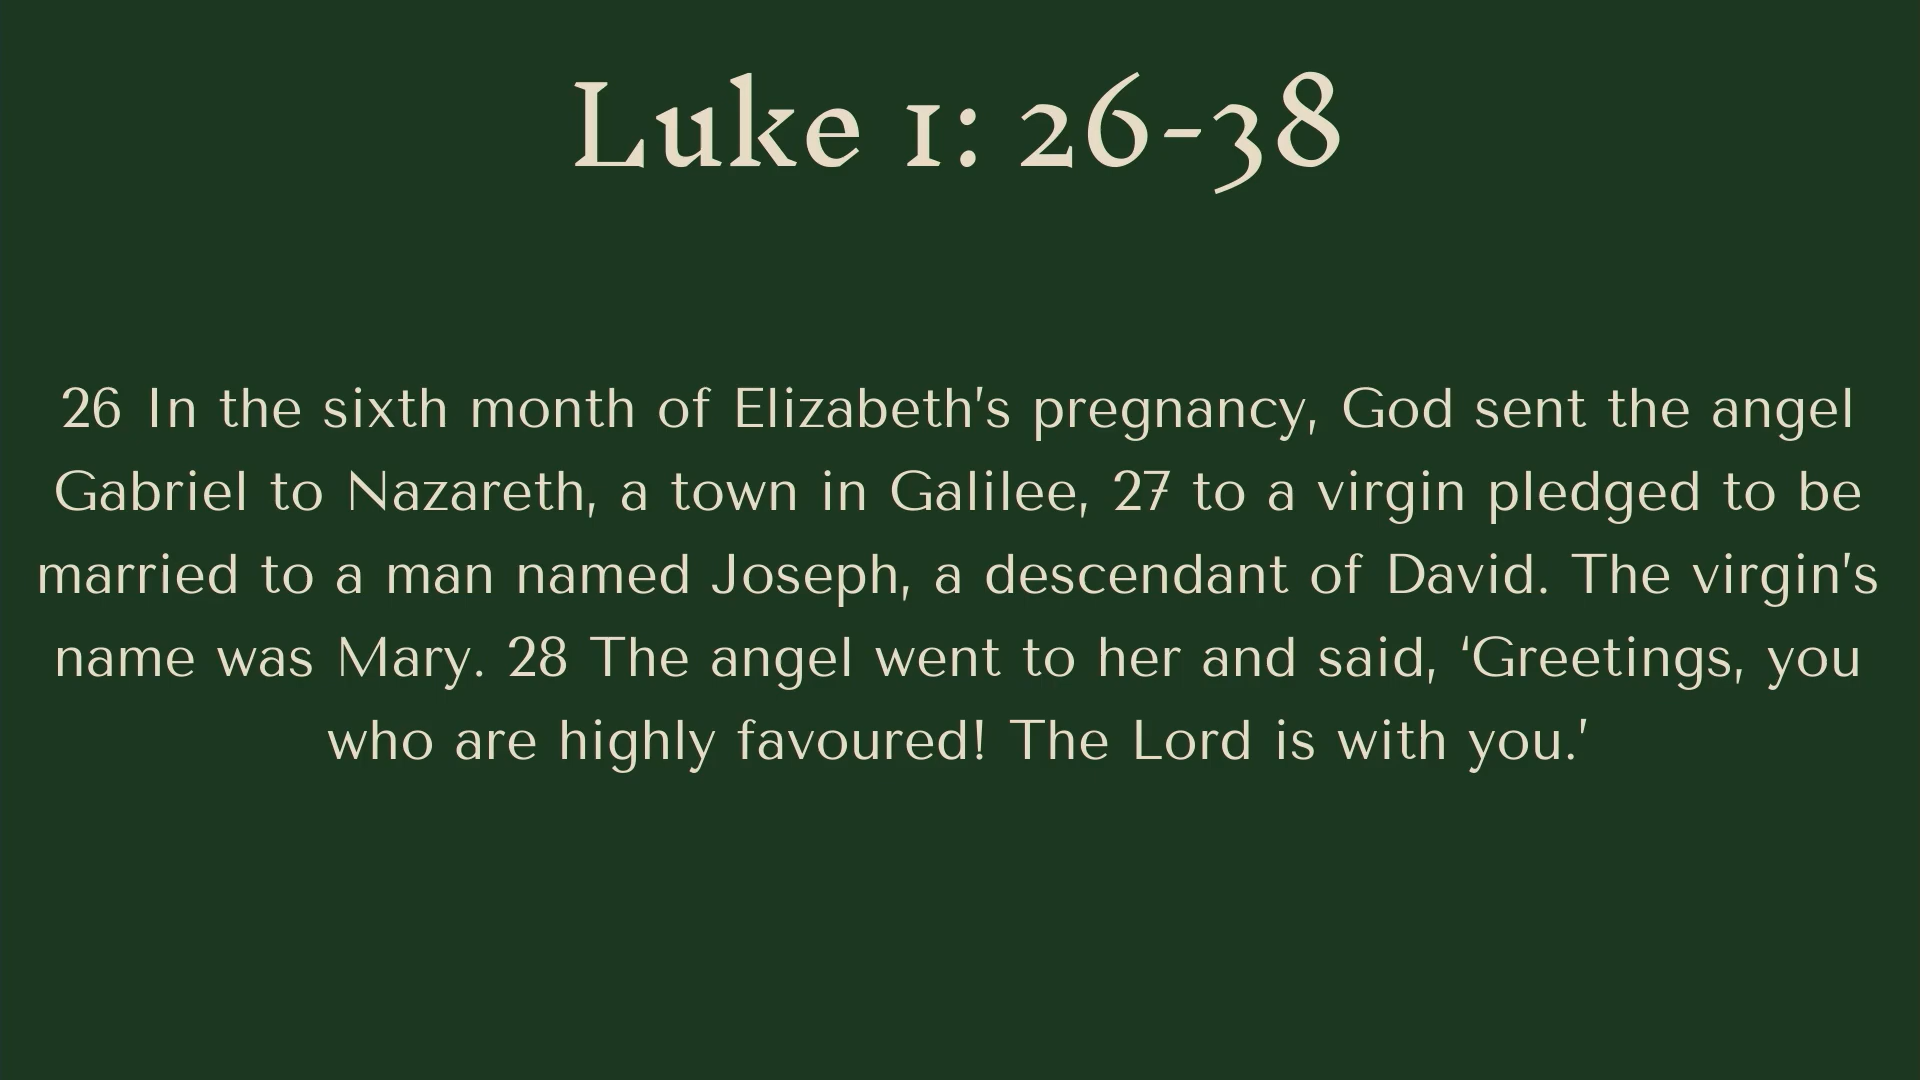 Luke 1: 26-38
26 In the sixth month of Elizabeth’s pregnancy, God sent the angel
Gabriel to Nazareth, a town in Galilee, 27 to a virgin pledged to be
married to a man named Joseph, a descendant of David. The virgin’s
name was Mary. 28 The angel went to her and said, ‘Greetings, you
who are highly favoured! The Lord is with you.’